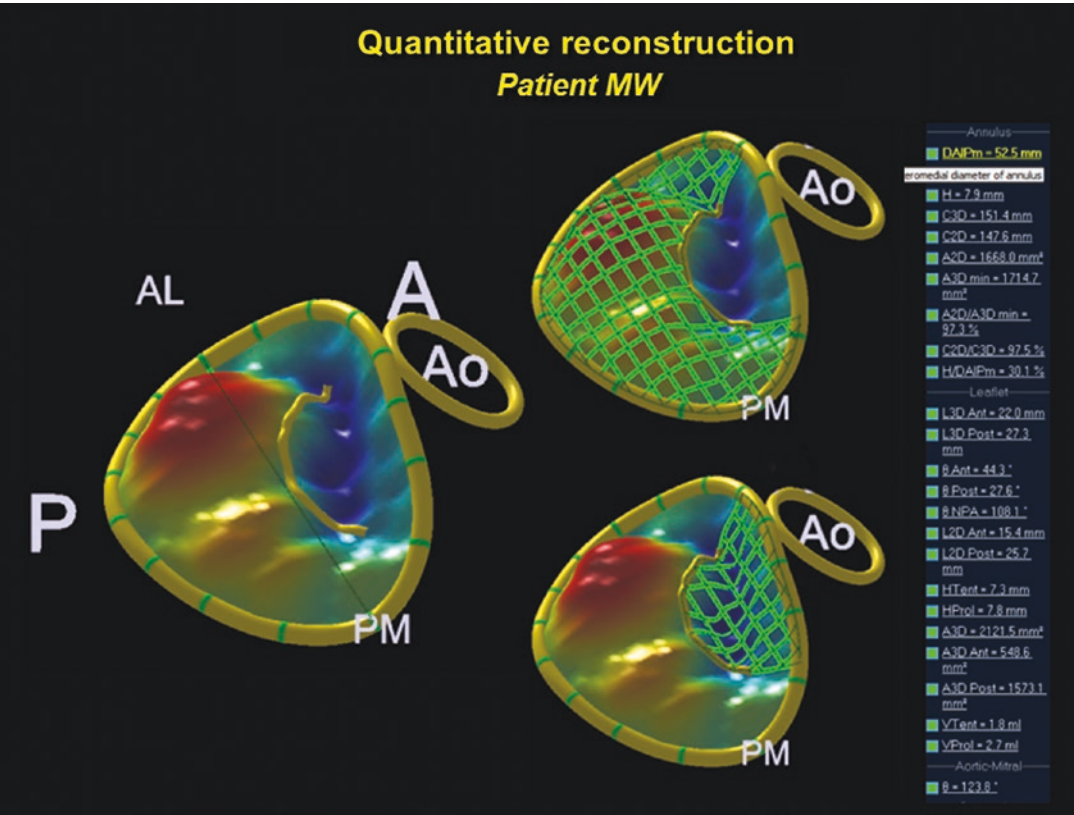 Quantitative reconstruction
Patient MW
AL
A
Ao
P
PM
Ao
PM
Ao
PM
Annulus
DAlPm = 52.5 mm
eromedial diameter of annulus
H = 7.9 mm
C3D = 151.4 mm
C2D = 147.6 mm
A2D = 1668.0 mm²
A3D min = 1714.7
mm²
A2D/A3D min =
97.3 %
C2D/C3D = 97.5 %
H/DAlPm = 30.1 %
Leaflet
L3D Ant = 22.0 mm
L3D Post = 27.3
mm
θ Ant = 44.3 °
θ Post = 27.6 °
θ NPA = 108.1 °
L2D Ant = 15.4 mm
L2D Post = 25.7
mm
HTent = 7.3 mm
HProl = 7.8 mm
A3D = 2121.5 mm²
A3D Ant = 548.6
mm²
A3D Post = 1573.1
mm²
VTent = 1.8 ml
VProl = 2.7 ml
Aortic-Mitral
θ = 123.8 °